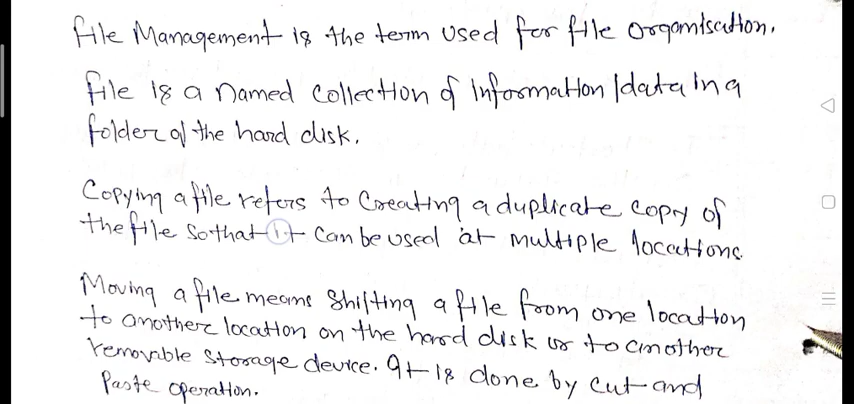 File Management is the term used for file organisation.
File is a named collection of information/data in a
folder of the hard disk.
Copying a file refers to creating a duplicate copy of
the file so that it can be used at multiple locations.
Moving a file means shifting a file from one location
to another location on the hard disk or to another
removable storage device. It is done by cut and
Paste operation.